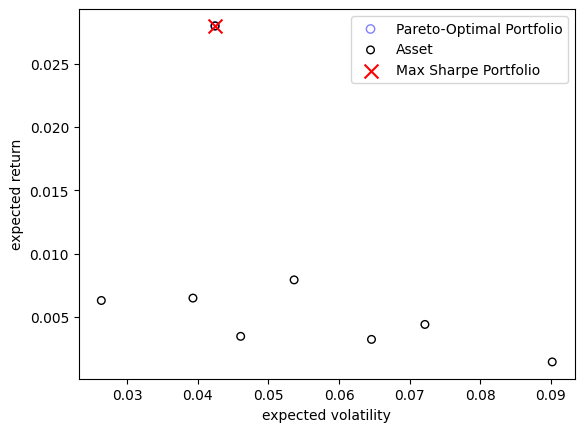 Pareto-Optimal Portfolio
Asset
Max Sharpe Portfolio
expected return
0.025
0.020
0.015
0.010
0.005
0.03 0.04 0.05 0.06 0.07 0.08 0.09
expected volatility